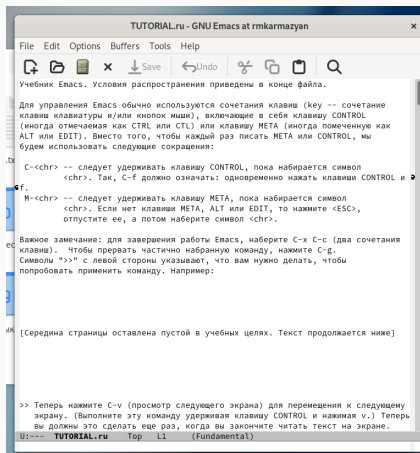 TUTORIAL.ru - GNU Emacs at rmkarmazyan
File Edit Options Buffers Tools Help
Save Undo
Учебник Emacs. Условия распространения приведены в конце файла.
Для управления Emacs обычно используются сочетания клавиш (key -- сочетание
клавиш клавиатуры и/или кнопок мыши), включающие в себя клавишу CONTROL
(иногда отмечаемая как CTRL или CTL) или клавишу META (иногда помеченную как
ALT или EDIT). Вместо того, чтобы каждый раз писать META или CONTROL, мы
будем использовать следующие сокращения:
C-<chr> -- следует удерживать клавишу CONTROL, пока набирается символ
<chr>. Так, C-f должно означать: одновременно нажать клавиши CONTROL и
f.
M-<chr> -- следует удерживать клавишу META, пока набирается символ
<chr>. Если нет клавиши META, ALT или EDIT, то нажмите <ESC>,
отпустите ее, а потом наберите символ <chr>.
Важное замечание: для завершения работы Emacs, наберите C-x C-c (два сочетания
клавиш). Чтобы прервать частично набранную команду, нажмите C-g.
Символы ">>" с левой стороны указывают, что вам нужно делать, чтобы
попробовать применить команду. Например:
[Середина страницы оставлена пустой в учебных целях. Текст продолжается ниже]
>> Теперь нажмите C-v (просмотр следующего экрана) для перемещения к следующему
экрану. (Выполните эту команду удерживая клавишу CONTROL и нажимая v.) Теперь
вы должны это сделать еще раз, когда вы закончите читать текст на экране.
U:--- TUTORIAL.ru Top L1 (Fundamental)